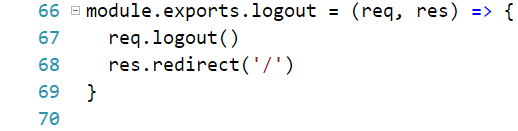 66 module.exports.logout = (req, res) => {
67   req.logout()
68   res.redirect('/')
69 }
70